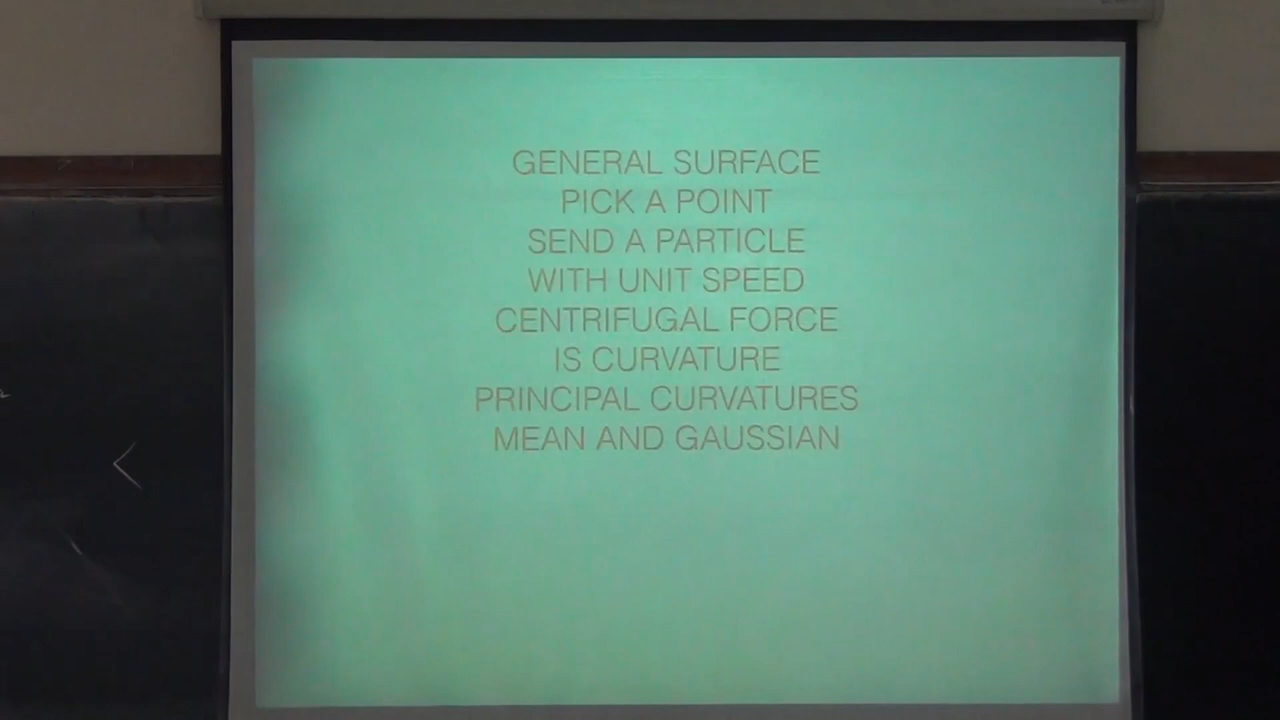 GENERAL SURFACE
PICK A POINT
SEND A PARTICLE
WITH UNIT SPEED
CENTRIFUGAL FORCE
IS CURVATURE
PRINCIPAL CURVATURES
MEAN AND GAUSSIAN